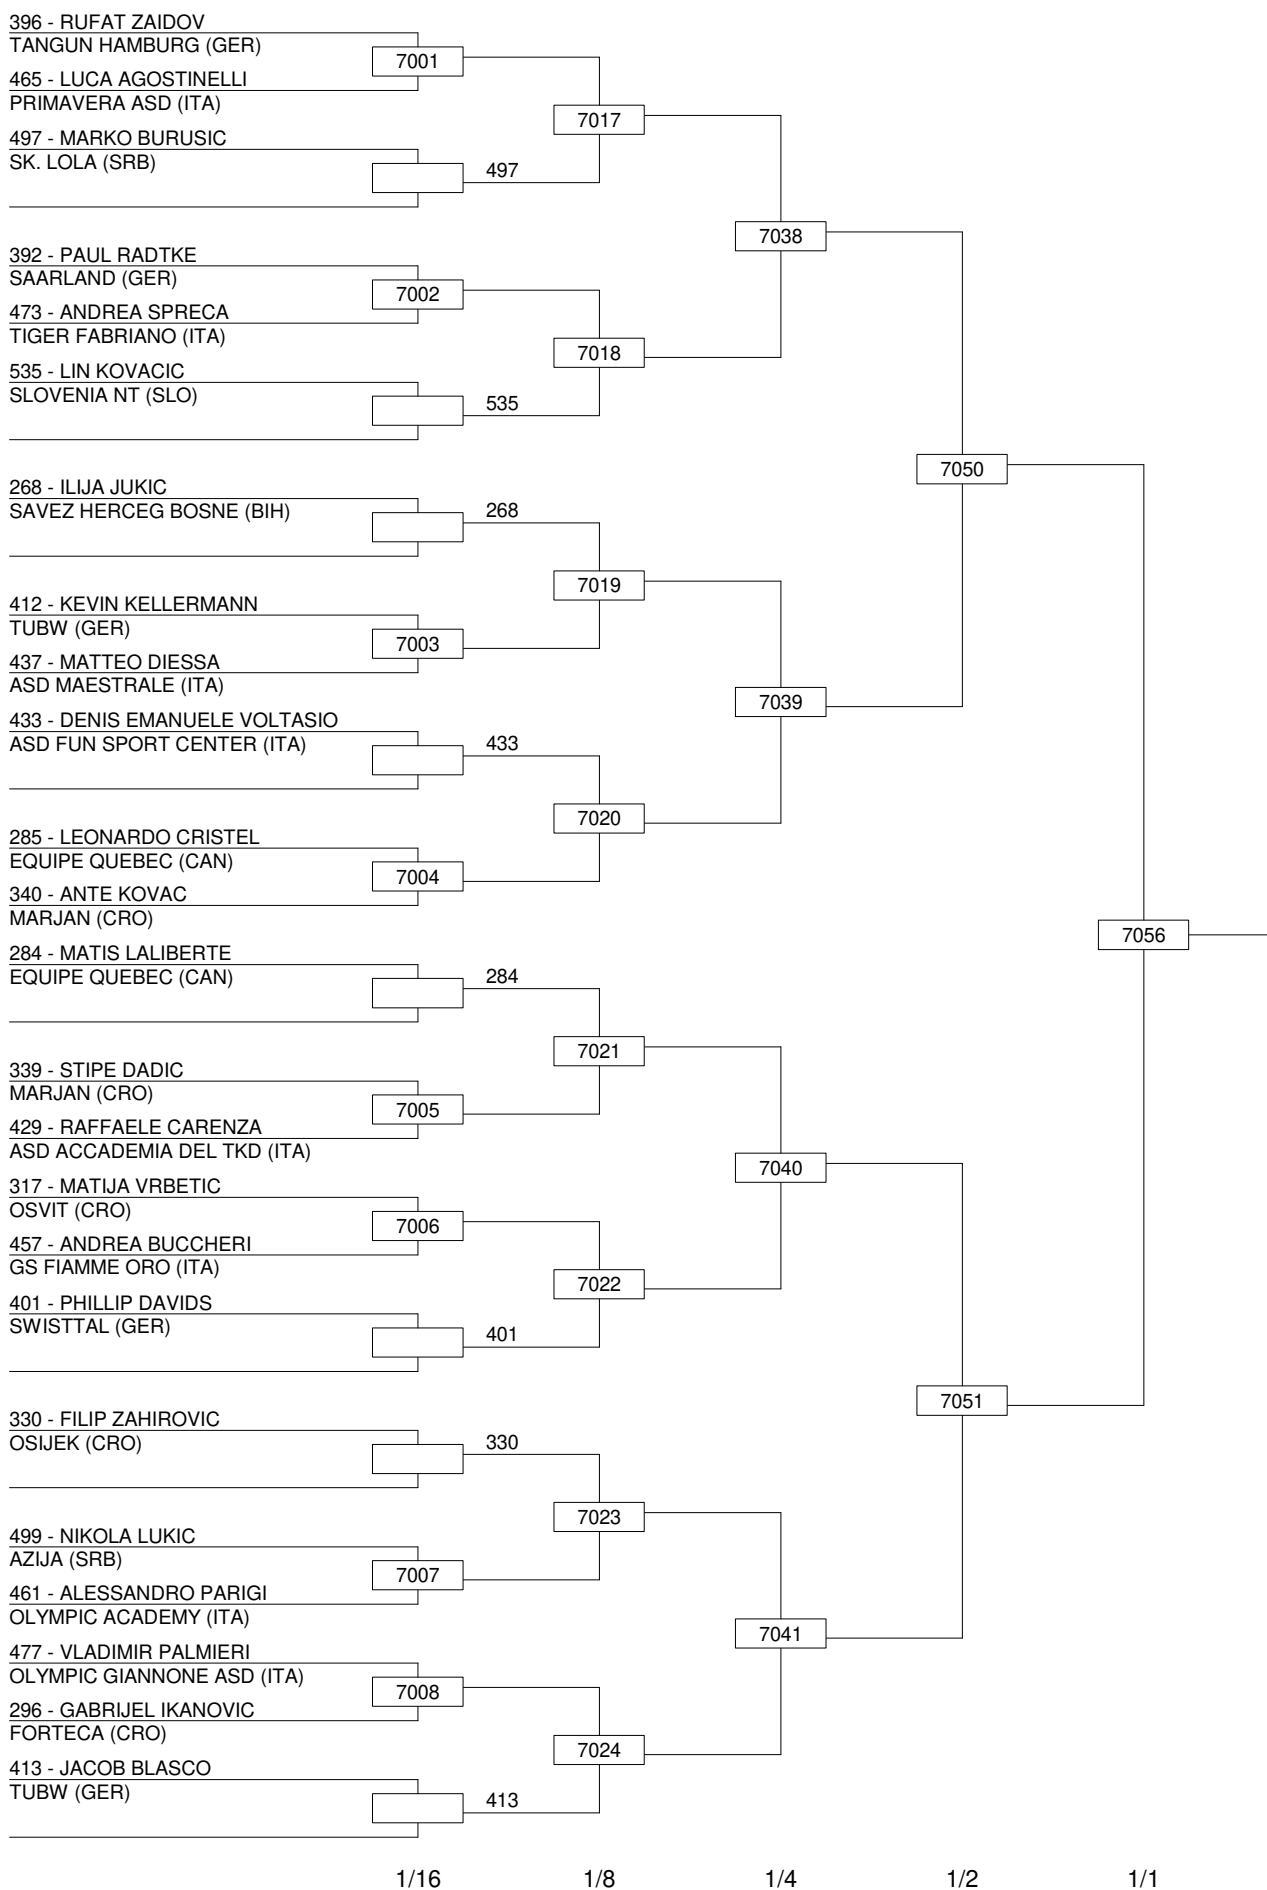 396 - RUFAT ZAIDOV
TANGUN HAMBURG (GER)
7001
465 - LUCA AGOSTINELLI
PRIMAVERA ASD (ITA)
7017
497 - MARKO BURUSIC
SK. LOLA (SRB)
497
7038
392 - PAUL RADTKE
SAARLAND (GER)
7002
473 - ANDREA SPRECA
TIGER FABRIANO (ITA)
7018
535 - LIN KOVACIC
SLOVENIA NT (SLO)
535
7050
268 - ILIJA JUKIC
SAVEZ HERCEG BOSNE (BIH)
268
7019
412 - KEVIN KELLERMANN
TUBW (GER)
7003
437 - MATTEO DIESSA
ASD MAESTRALE (ITA)
7039
433 - DENIS EMANUELE VOLTASIO
ASD FUN SPORT CENTER (ITA)
433
7020
285 - LEONARDO CRISTEL
EQUIPE QUEBEC (CAN)
7004
340 - ANTE KOVAC
MARJAN (CRO)
7056
284 - MATIS LALIBERTE
EQUIPE QUEBEC (CAN)
284
7021
339 - STIPE DADIC
MARJAN (CRO)
7005
429 - RAFFAELE CARENZA
ASD ACCADEMIA DEL TKD (ITA)
7040
317 - MATIJA VRBETIC
OSVIT (CRO)
7006
457 - ANDREA BUCCHERI
GS FIAMME ORO (ITA)
7022
401 - PHILLIP DAVIDS
SWISTTAL (GER)
401
7051
330 - FILIP ZAHIROVIC
OSIJEK (CRO)
330
7023
499 - NIKOLA LUKIC
AZIJA (SRB)
7007
461 - ALESSANDRO PARIGI
OLYMPIC ACADEMY (ITA)
7041
477 - VLADIMIR PALMIERI
OLYMPIC GIANNONE ASD (ITA)
7008
296 - GABRIJEL IKANOVIC
FORTECA (CRO)
7024
413 - JACOB BLASCO
TUBW (GER)
413
1/16 1/8 1/4 1/2 1/1